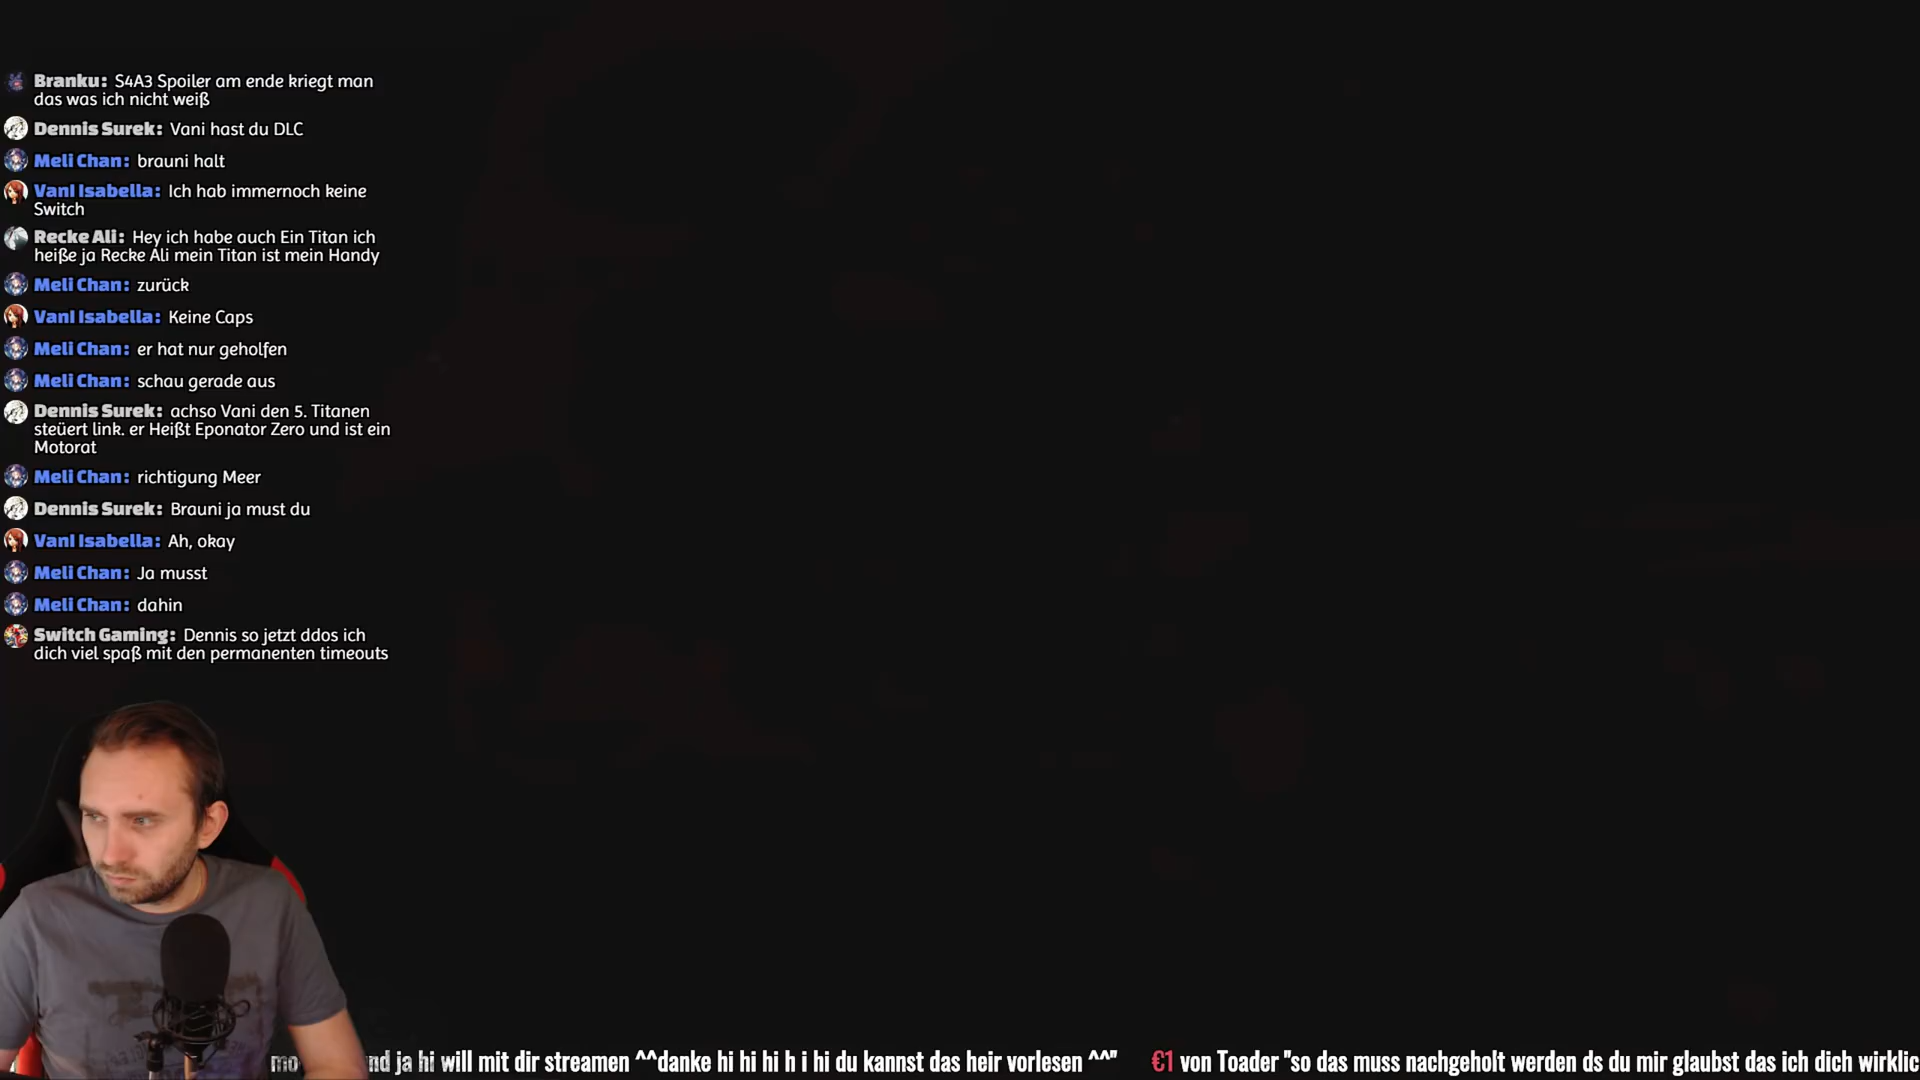 Branku: S4A3 Spoiler am ende kriegt man
das was ich nicht weiß
Dennis Surek: Vani hast du DLC
Meli Chan: brauni halt
VanI Isabella: Ich hab immernoch keine
Switch
Recke Ali: Hey ich habe auch Ein Titan ich
heiße ja Recke Ali mein Titan ist mein Handy
Meli Chan: zurück
VanI Isabella: Keine Caps
Meli Chan: er hat nur geholfen
Meli Chan: schau gerade aus
Dennis Surek: achso Vani den 5. Titanen
steüert link. er Heißt Eponator Zero und ist ein
Motorat
Meli Chan: richtigung Meer
Dennis Surek: Brauni ja must du
VanI Isabella: Ah, okay
Meli Chan: Ja musst
Meli Chan: dahin
Switch Gaming: Dennis so jetzt ddos ich
dich viel spaß mit den permanenten timeouts
ja hi will mit dir streamen ^^danke hi hi hi h i hi du kannst das heir vorlesen ^^" €1 von Toader "so das muss nachgeholt werden ds du mir glaubst das ich dich wirklic